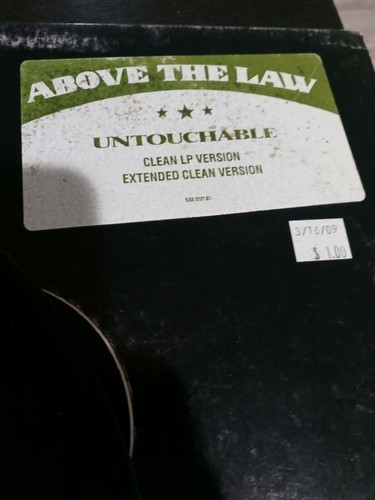 ABOVE THE LAW
UNTOUCHABLE
CLEAN LP VERSION
EXTENDED CLEAN VERSION
3/16/09
$ 1.00